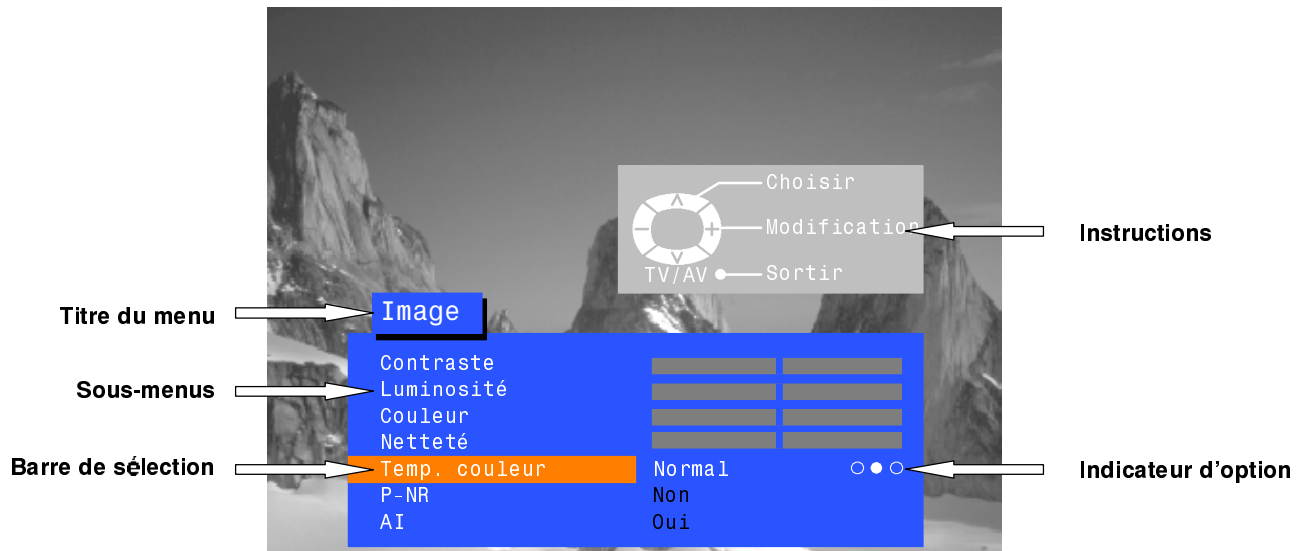 Choisir
Modification
Instructions
TV/AV
Sortir
Titre du menu
Image
Contraste
Sous-menus
Luminosité
Couleur
Netteté
Barre de sélection
Temp. couleur
Normal
Indicateur d'option
P-NR
Non
AI
Oui